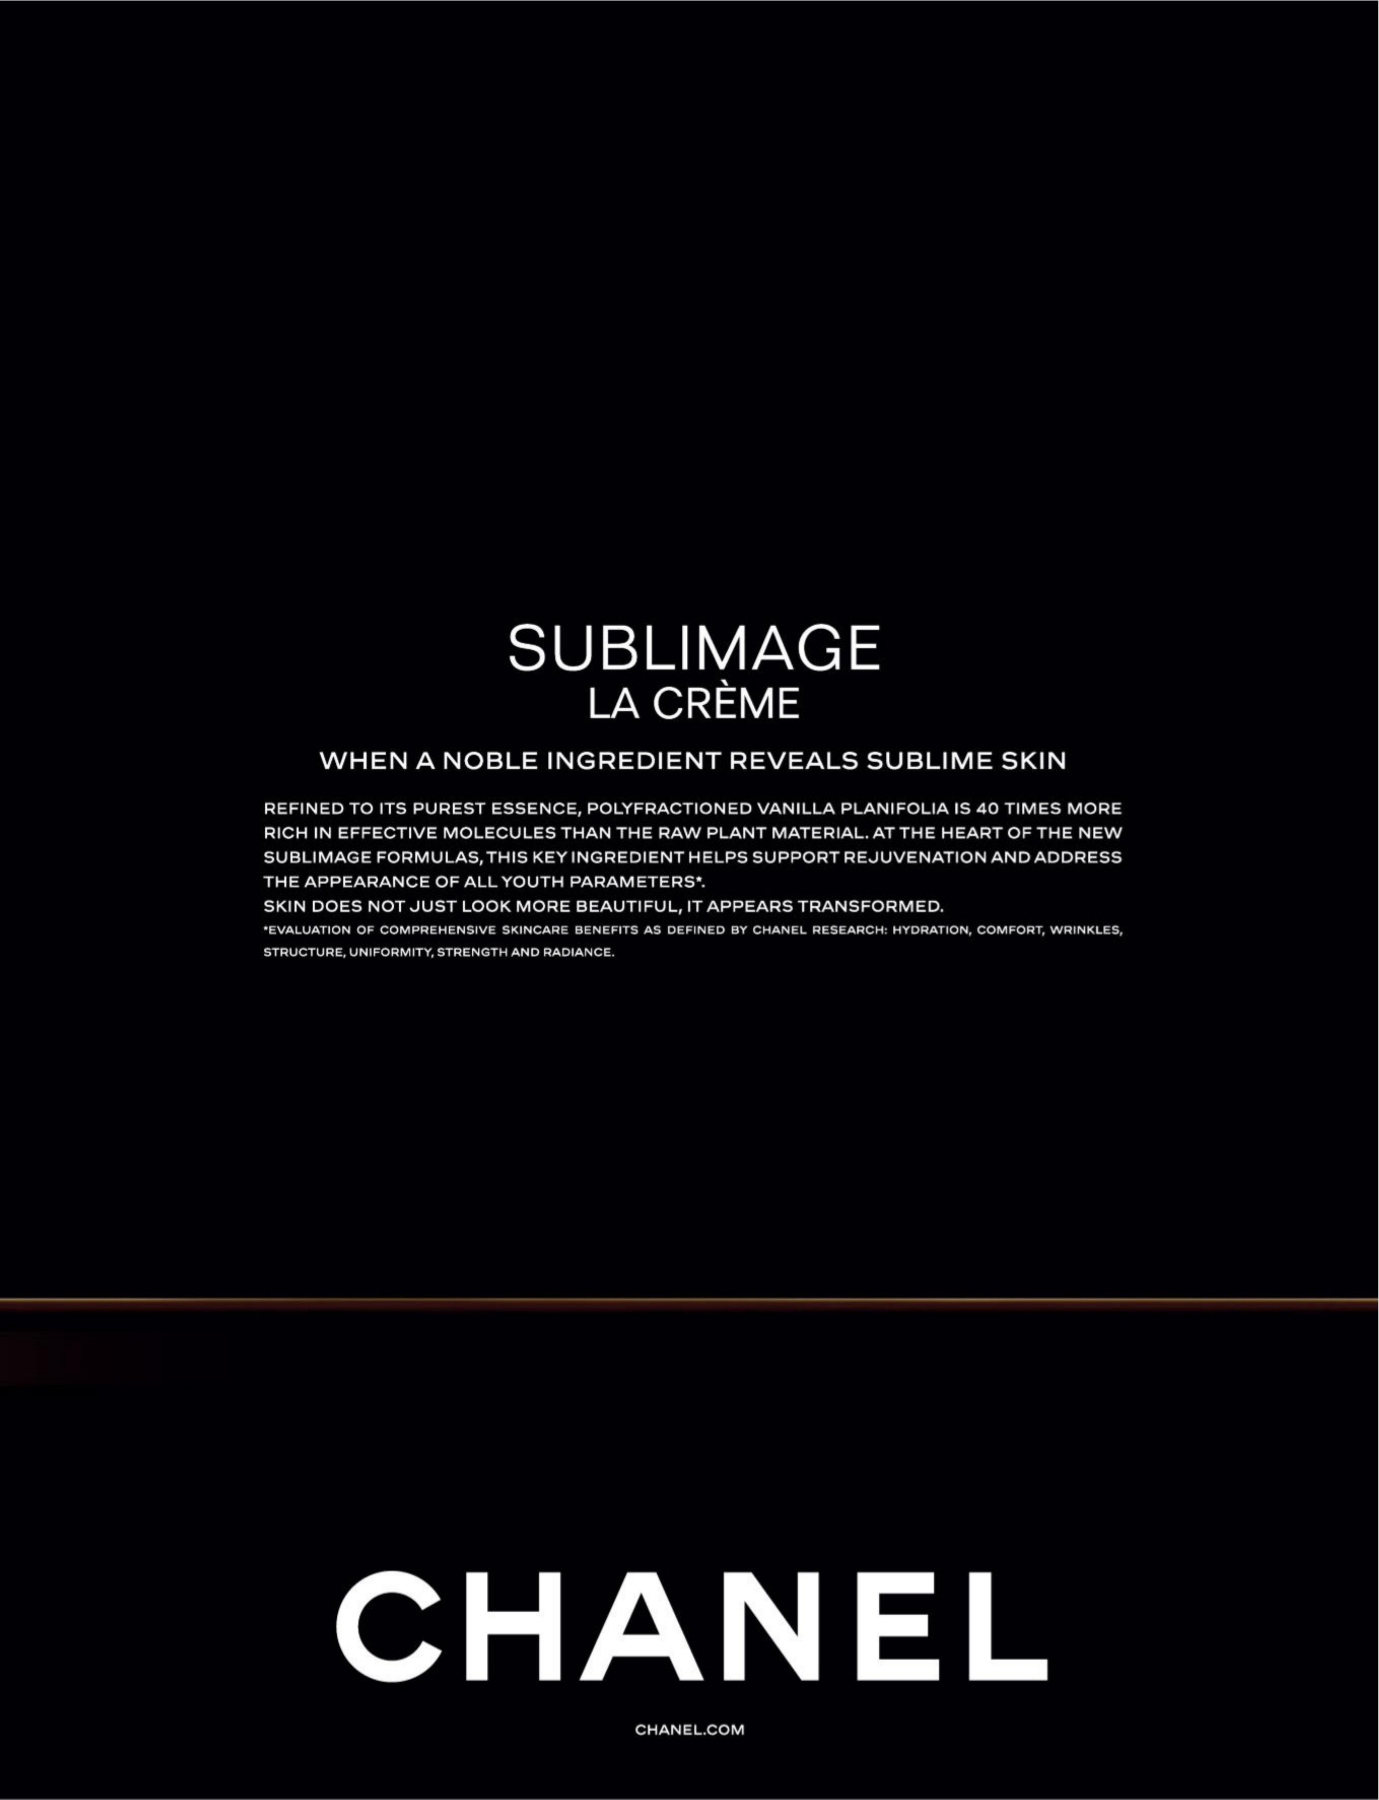 SUBLIMAGE
LA CRÈME
WHEN A NOBLE INGREDIENT REVEALS SUBLIME SKIN
REFINED TO ITS PUREST ESSENCE, POLYFRACTIONED VANILLA PLANIFOLIA IS 40 TIMES MORE
RICH IN EFFECTIVE MOLECULES THAN THE RAW PLANT MATERIAL. AT THE HEART OF THE NEW
SUBLIMAGE FORMULAS, THIS KEY INGREDIENT HELPS SUPPORT REJUVENATION AND ADDRESS
THE APPEARANCE OF ALL YOUTH PARAMETERS*.
SKIN DOES NOT JUST LOOK MORE BEAUTIFUL, IT APPEARS TRANSFORMED.
*EVALUATION OF COMPREHENSIVE SKINCARE BENEFITS AS DEFINED BY CHANEL RESEARCH: HYDRATION, COMFORT, WRINKLES,
STRUCTURE, UNIFORMITY, STRENGTH AND RADIANCE.
CHANEL
CHANEL.COM